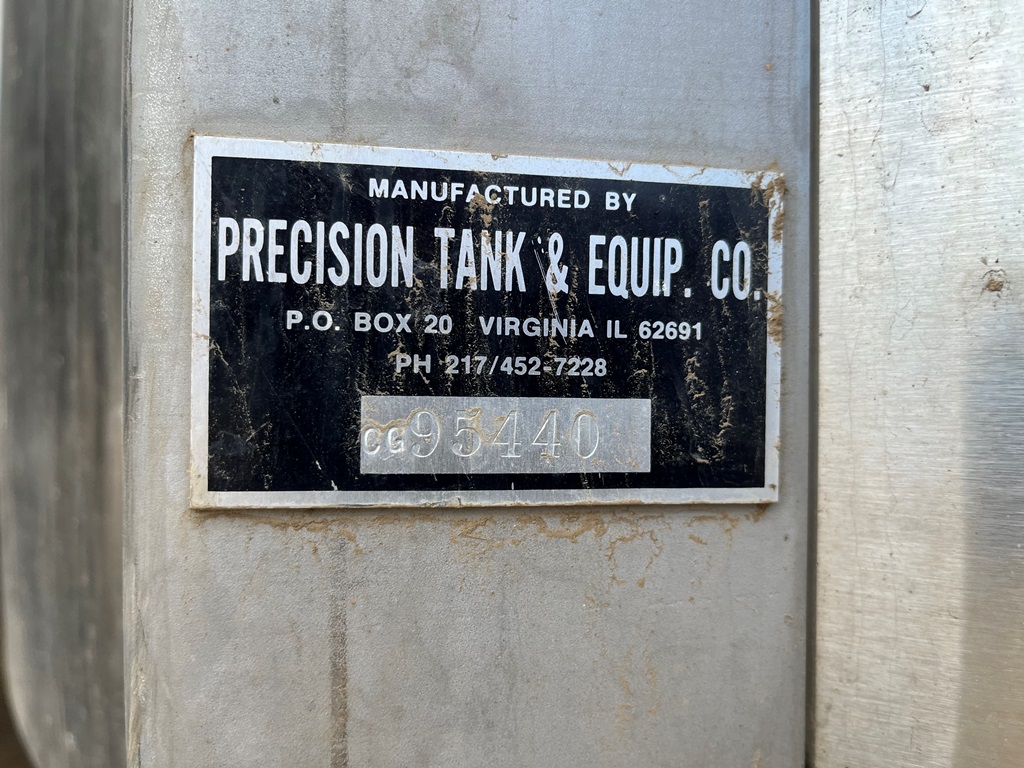 MANUFACTURED BY
PRECISION TANK & EQUIP. CO.
P.O. BOX 20 VIRGINIA IL 62691
PH 217/452-7228
CG95440